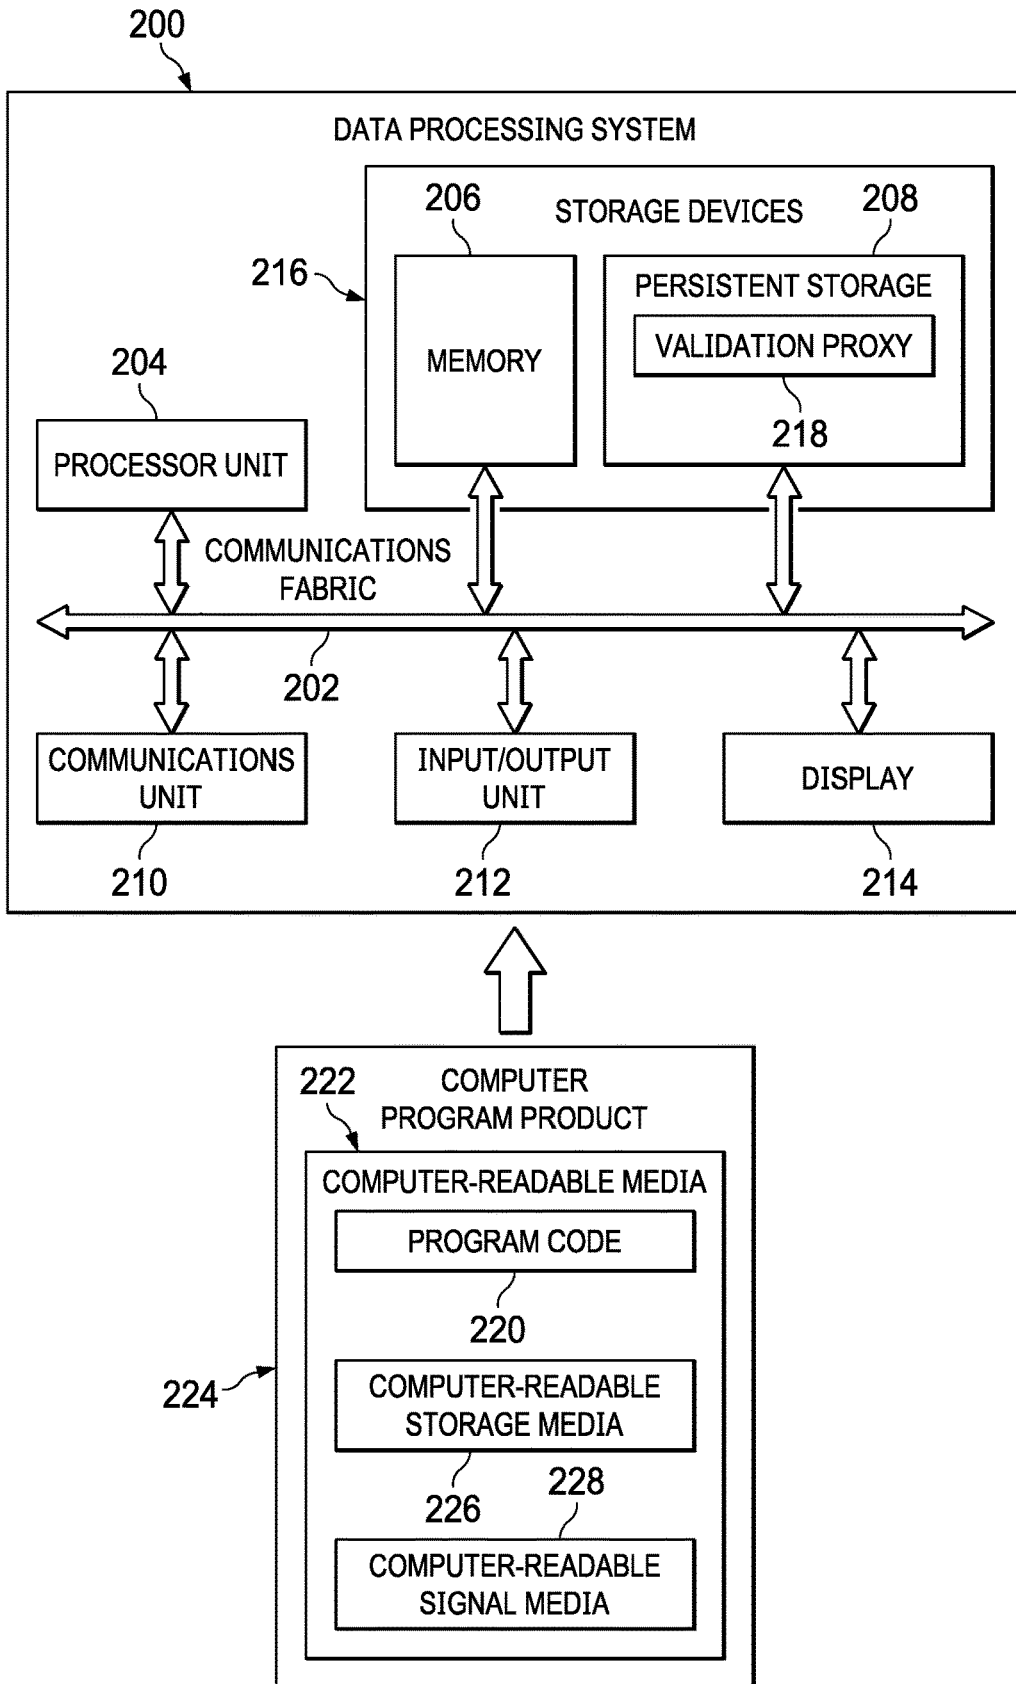 200
DATA PROCESSING SYSTEM
206
STORAGE DEVICES
208
216
PERSISTENT STORAGE
MEMORY
VALIDATION PROXY
218
204
PROCESSOR UNIT
COMMUNICATIONS
FABRIC
202
COMMUNICATIONS
UNIT
INPUT/OUTPUT
UNIT
DISPLAY
210
212
214
222
COMPUTER
PROGRAM PRODUCT
COMPUTER-READABLE MEDIA
PROGRAM CODE
220
224
COMPUTER-READABLE
STORAGE MEDIA
226
228
COMPUTER-READABLE
SIGNAL MEDIA